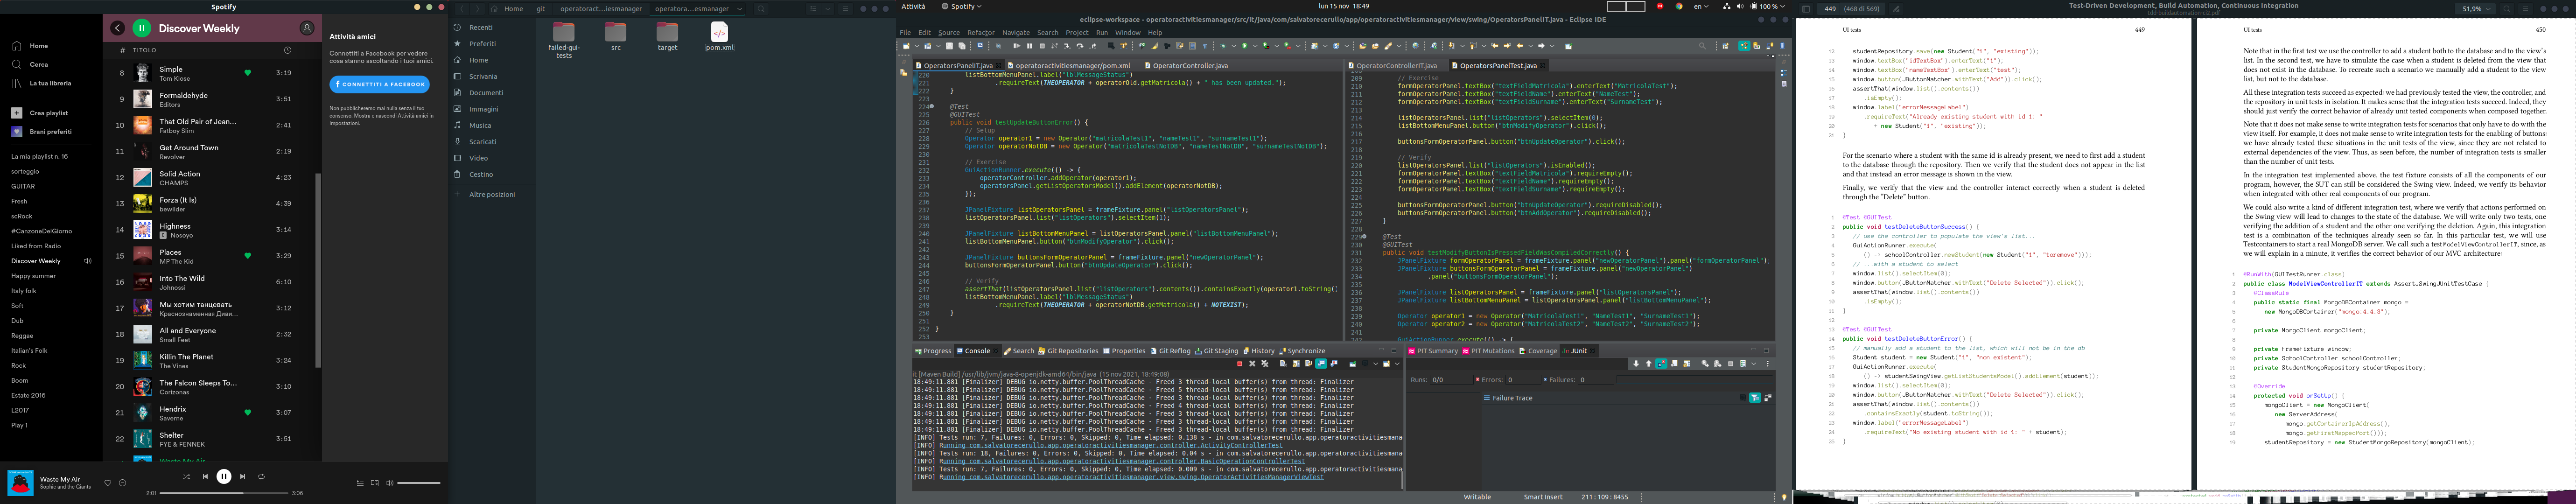 Spotify
Discover Weekly
Home
Cerca
La tua libreria
Crea playlist
Brani preferiti
La mia playlist n. 16
sorteggio
GUITAR
Fresh
scRock
#CanzoneDelGiorno
Liked from Radio
Discover Weekly
Happy summer
Italy folk
Soft
Dub
Reggae
Italian's Folk
Rock
Boom
Estate 2016
L2017
Play 1
# TITOLO
8 Simple 3:19
Tom Klose
9 Formaldehyde 3:51
Editors
10 That Old Pair of Jean... 2:41
Fatboy Slim
11 Get Around Town 2:19
Revolver
12 Solid Action 4:23
CHAMPS
13 Forza (It Is) 4:39
bewilder
14 Highness 3:14
E Nosoyo
15 Places 3:29
MP The Kid
16 Into The Wild 6:10
Johnossi
17 Мы хотим танцевать 3:12
Краснознаменная Диви...
18 All and Everyone 2:32
Small Feet
19 Killin The Planet 3:24
The Vines
20 The Falcon Sleeps To... 3:10
Corizonas
21 Hendrix 3:07
Saverne
22 Shelter 3:51
FYE & FENNEK
Waste My Air
Attività amici
Connettiti a Facebook per vedere
cosa stanno ascoltando i tuoi amici.
CONNETTITI A FACEBOOK
Non pubblicheremo mai nulla senza il tuo
consenso. Mostra e nascondi Attività amici in
Impostazioni.
Waste My Air
Sophie and the Giants
2:01 3:06
Home git operatoract...iesmanager operatora...esmanager
Recenti
Preferiti
Home
Scrivania
Documenti
Immagini
Musica
Scaricati
Video
Cestino
Altre posizioni
failed-gui-
tests
src
target
pom.xml
Attività Spotify lun 15 nov 18:49 en 100 %
eclipse-workspace - operatoractivitiesmanager/src/it/java/com/salvatorecerullo/app/operatoractivitiesmanager/view/swing/OperatorsPanelIT.java - Eclipse IDE
File Edit Source Refactor Navigate Search Project Run Window Help
OperatorsPanelIT.java operatoractivitiesmanager/pom.xml OperatorController.java
220 listBottomMenuPanel.label("lblMessageStatus")
221 .requireText(THEOPERATOR + operatorOld.getMatricola() + " has been updated.");
222 }
223
224 @Test
225 @GUITest
226 public void testUpdateButtonError() {
227 // Setup
228 Operator operator1 = new Operator("matricolaTest1", "nameTest1", "surnameTest1");
229 Operator operatorNotDB = new Operator("matricolaTestNotDB", "nameTestNotDB", "surnameTestNotDB");
230
231 // Exercise
232 GuiActionRunner.execute(() -> {
233 operatorController.addOperator(operator1);
234 operatorsPanel.getListOperatorsModel().addElement(operatorNotDB);
235 });
236
237 JPanelFixture listOperatorsPanel = frameFixture.panel("listOperatorsPanel");
238 listOperatorsPanel.list("listOperators").selectItem(1);
239
240 JPanelFixture listBottomMenuPanel = listOperatorsPanel.panel("listBottomMenuPanel");
241 listBottomMenuPanel.button("btnModifyOperator").click();
242
243 JPanelFixture buttonsFormOperatorPanel = frameFixture.panel("newOperatorPanel");
244 buttonsFormOperatorPanel.button("btnUpdateOperator").click();
245
246 // Verify
247 assertThat(listOperatorsPanel.list("listOperators").contents()).containsExactly(operator1.toString()
248 listBottomMenuPanel.label("lblMessageStatus")
249 .requireText(THEOPERATOR + operatorNotDB.getMatricola() + NOTEXIST);
250 }
251
252 }
253
OperatorControllerIT.java OperatorsPanelTest.java
209 // Exercise
210 formOperatorPanel.textBox("textFieldMatricola").enterText("MatricolaTest");
211 formOperatorPanel.textBox("textFieldName").enterText("NameTest");
212 formOperatorPanel.textBox("textFieldSurname").enterText("SurnameTest");
213
214 listOperatorsPanel.list("listOperators").selectItem(0);
215 listBottomMenuPanel.button("btnModifyOperator").click();
216
217 buttonsFormOperatorPanel.button("btnUpdateOperator").click();
218
219 // Verify
220 listOperatorsPanel.list("listOperators").isEnabled();
221 formOperatorPanel.textBox("textFieldMatricola").requireEmpty();
222 formOperatorPanel.textBox("textFieldName").requireEmpty();
223 formOperatorPanel.textBox("textFieldSurname").requireEmpty();
224
225 buttonsFormOperatorPanel.button("btnUpdateOperator").requireDisabled();
226 buttonsFormOperatorPanel.button("btnAddOperator").requireDisabled();
227 }
228
229 @Test
230 @GUITest
231 public void testModifyButtonIsPressedFieldWasCompiledCorrectly() {
232 JPanelFixture formOperatorPanel = frameFixture.panel("newOperatorPanel").panel("formOperatorPanel");
233 JPanelFixture buttonsFormOperatorPanel = frameFixture.panel("newOperatorPanel")
234 .panel("buttonsFormOperatorPanel");
235
236 JPanelFixture listOperatorsPanel = frameFixture.panel("listOperatorsPanel");
237 JPanelFixture listBottomMenuPanel = listOperatorsPanel.panel("listBottomMenuPanel");
238
239 Operator operator1 = new Operator("MatricolaTest1", "NameTest1", "SurnameTest1");
240 Operator operator2 = new Operator("MatricolaTest2", "NameTest2", "SurnameTest2");
241
Progress Console Search Git Repositories Properties Git Reflog Git Staging History Synchronize
it [Maven Build] /usr/lib/jvm/java-8-openjdk-amd64/bin/java (15 nov 2021, 18:49:08)
18:49:11.881 [Finalizer] DEBUG io.netty.buffer.PoolThreadCache - Freed 3 thread-local buffer(s) from thread: Finalizer
18:49:11.881 [Finalizer] DEBUG io.netty.buffer.PoolThreadCache - Freed 5 thread-local buffer(s) from thread: Finalizer
18:49:11.881 [Finalizer] DEBUG io.netty.buffer.PoolThreadCache - Freed 3 thread-local buffer(s) from thread: Finalizer
18:49:11.881 [Finalizer] DEBUG io.netty.buffer.PoolThreadCache - Freed 4 thread-local buffer(s) from thread: Finalizer
18:49:11.881 [Finalizer] DEBUG io.netty.buffer.PoolThreadCache - Freed 3 thread-local buffer(s) from thread: Finalizer
18:49:11.881 [Finalizer] DEBUG io.netty.buffer.PoolThreadCache - Freed 3 thread-local buffer(s) from thread: Finalizer
18:49:11.881 [Finalizer] DEBUG io.netty.buffer.PoolThreadCache - Freed 3 thread-local buffer(s) from thread: Finalizer
[INFO] Tests run: 7, Failures: 0, Errors: 0, Skipped: 0, Time elapsed: 0.138 s - in com.salvatorecerullo.app.operatoractivitiesmana
[INFO] Running com.salvatorecerullo.app.operatoractivitiesmanager.controller.ActivityControllerTest
[INFO] Tests run: 18, Failures: 0, Errors: 0, Skipped: 0, Time elapsed: 0.04 s - in com.salvatorecerullo.app.operatoractivitiesmana
[INFO] Running com.salvatorecerullo.app.operatoractivitiesmanager.controller.BasicOperationControllerTest
[INFO] Tests run: 7, Failures: 0, Errors: 0, Skipped: 0, Time elapsed: 0.009 s - in com.salvatorecerullo.app.operatoractivitiesmana
[INFO] Running com.salvatorecerullo.app.operatoractivitiesmanager.view.swing.OperatorActivitiesManagerViewTest
PIT Summary PIT Mutations Coverage JUnit
Runs: 0/0 Errors: 0 Failures: 0
Failure Trace
Writable Smart Insert 211 : 109 : 8455
449 (468 di 569)
Test-Driven Development, Build Automation, Continuous Integration
51,9%
UI tests 449
12 studentRepository.save(new Student("1", "existing"));
13 window.textBox("idTextBox").enterText("1");
14 window.textBox("nameTextBox").enterText("test");
15 window.button(JButtonMatcher.withText("Add")).click();
16 assertThat(window.list().contents())
17 .isEmpty();
18 window.label("errorMessageLabel")
19 .requireText("Already existing student with id 1: "
20 + new Student("1", "existing"));
21 }
For the scenario where a student with the same id is already present, we need to first add a student
to the database through the repository. Then we verify that the student does not appear in the list
and that instead an error message is shown in the view.
Finally, we verify that the view and the controller interact correctly when a student is deleted
through the "Delete" button.
1 @Test @GUITest
2 public void testDeleteButtonSuccess() {
3 // use the controller to populate the view's list...
4 GuiActionRunner.execute(
5 () -> schoolController.newStudent(new Student("1", "toremove")));
6 // ...with a student to select
7 window.list().selectItem(0);
8 window.button(JButtonMatcher.withText("Delete Selected")).click();
9 assertThat(window.list().contents())
10 .isEmpty();
11 }
12
13 @Test @GUITest
14 public void testDeleteButtonError() {
15 // manually add a student to the list, which will not be in the db
16 Student student = new Student("1", "non existent");
17 GuiActionRunner.execute(
18 () -> studentSwingView.getListStudentsModel().addElement(student));
19 window.list().selectItem(0);
20 window.button(JButtonMatcher.withText("Delete Selected")).click();
21 assertThat(window.list().contents())
22 .containsExactly(student.toString());
23 window.label("errorMessageLabel")
24 .requireText("No existing student with id 1: " + student);
25 }
UI tests 450
Note that in the first test we use the controller to add a student both to the database and to the view's
list. In the second test, we have to simulate the case when a student is deleted from the view that
does not exist in the database. To recreate such a scenario we manually add a student to the view
list, but not to the database.
All these integration tests succeed as expected: we had previously tested the view, the controller, and
the repository in unit tests in isolation. It makes sense that the integration tests succeed. Indeed, they
should just verify the correct behavior of already unit tested components when composed together.
Note that it does not make sense to write integration tests for scenarios that only have to do with the
view itself. For example, it does not make sense to write integration tests for the enabling of buttons:
we have already tested these situations in the unit tests of the view, since they are not related to
external dependencies of the view. Thus, as seen before, the number of integration tests is smaller
than the number of unit tests.
In the integration test implemented above, the test fixture consists of all the components of our
program, however, the SUT can still be considered the Swing view. Indeed, we verify its behavior
when integrated with other real components of our program.
We could also write a kind of different integration test, where we verify that actions performed on
the Swing view will lead to changes to the state of the database. We will write only two tests, one
verifying the addition of a student and the other one verifying the deletion. Again, this integration
test is a combination of the techniques already seen so far. In this particular test, we will use
Testcontainers to start a real MongoDB server. We call such a test ModelViewControllerIT, since, as
we will explain in a minute, it verifies the correct behavior of our MVC architecture:
1 @RunWith(GUITestRunner.class)
2 public class ModelViewControllerIT extends AssertJSwingJUnitTestCase {
3 @ClassRule
4 public static final MongoDBContainer mongo =
5 new MongoDBContainer("mongo:4.4.3");
6
7 private MongoClient mongoClient;
8
9 private FrameFixture window;
10 private SchoolController schoolController;
11 private StudentMongoRepository studentRepository;
12
13 @Override
14 protected void onSetUp() {
15 mongoClient = new MongoClient(
16 new ServerAddress(
17 mongo.getContainerIpAddress(),
18 mongo.getFirstMappedPort()));
19 studentRepository = new StudentMongoRepository(mongoClient);